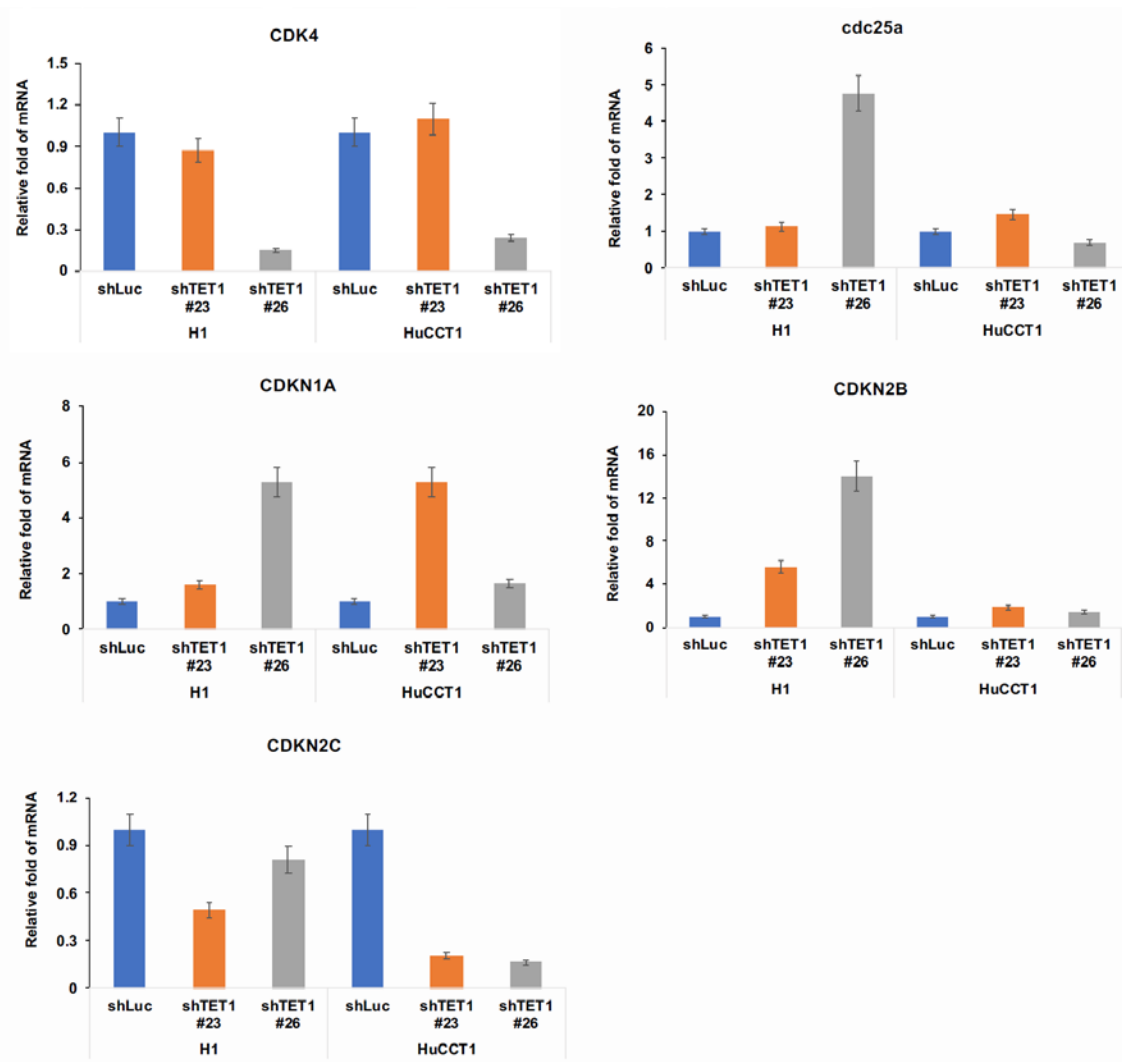 CDK4
Relative fold of mRNA
1.5
1.2
0.9
0.6
0.3
0
shLuc shTET1 shTET1 shLuc shTET1 shTET1
#23 #26 #23 #26
H1 HuCCT1
cdc25a
Relative fold of mRNA
6
5
4
3
2
1
0
shLuc shTET1 shTET1 shLuc shTET1 shTET1
#23 #26 #23 #26
H1 HuCCT1
CDKN1A
Relative fold of mRNA
8
6
4
2
0
shLuc shTET1 shTET1 shLuc shTET1 shTET1
#23 #26 #23 #26
H1 HuCCT1
CDKN2B
Relative fold of mRNA
20
16
12
8
4
0
shLuc shTET1 shTET1 shLuc shTET1 shTET1
#23 #26 #23 #26
H1 HuCCT1
CDKN2C
Relative fold of mRNA
1.2
0.9
0.6
0.3
0
shLuc shTET1 shTET1 shLuc shTET1 shTET1
#23 #26 #23 #26
H1 HuCCT1